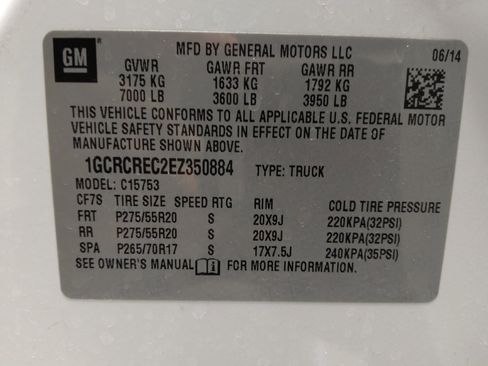 GM
MFD BY GENERAL MOTORS LLC 06/14
GVWR GAWR FRT GAWR RR
3175 KG 1633 KG 1792 KG
7000 LB 3600 LB 3950 LB
THIS VEHICLE CONFORMS TO ALL APPLICABLE U.S. FEDERAL MOTOR
VEHICLE SAFETY STANDARDS IN EFFECT ON THE DATE OF
MANUFACTURE SHOWN ABOVE.
1GCRCREC2EZ350884 TYPE: TRUCK
MODEL: C15753
CF7S TIRE SIZE SPEED RTG RIM COLD TIRE PRESSURE
FRT P275/55R20 S 20X9J 220KPA(32PSI)
RR P275/55R20 S 20X9J 220KPA(32PSI)
SPA P265/70R17 S 17X7.5J 240KPA(35PSI)
SEE OWNER'S MANUAL FOR MORE INFORMATION.